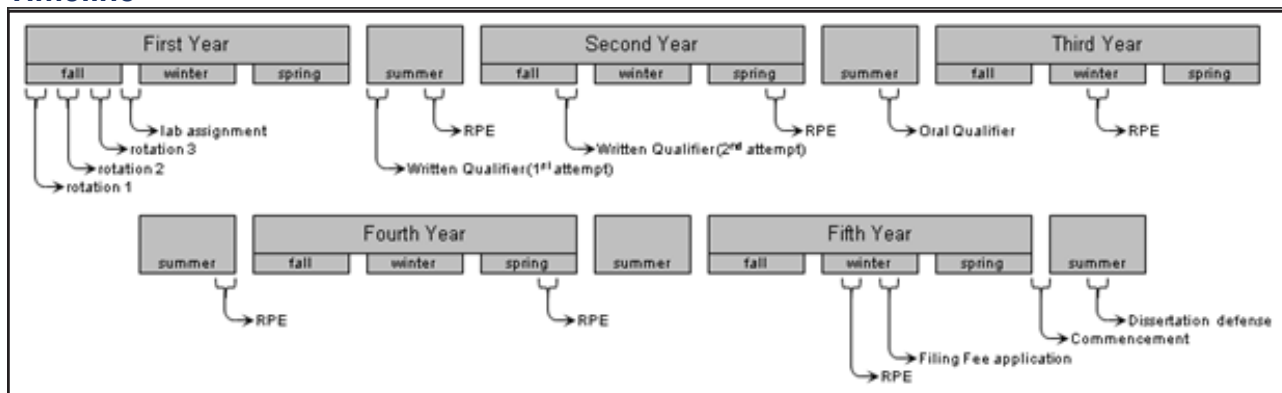 First Year
Second Year
Third Year
fall
winter
spring
summer
fall
winter
spring
summer
fall
winter
spring
lab assignment
RPE
RPE
Oral Qualifier
RPE
rotation 3
Written Qualifier(2nd attempt)
rotation 2
Written Qualifier(1st attempt)
rotation 1
Fourth Year
Fifth Year
summer
fall
winter
spring
summer
fall
winter
spring
summer
RPE
RPE
Dissertation defense
Commencement
Filing Fee application
RPE